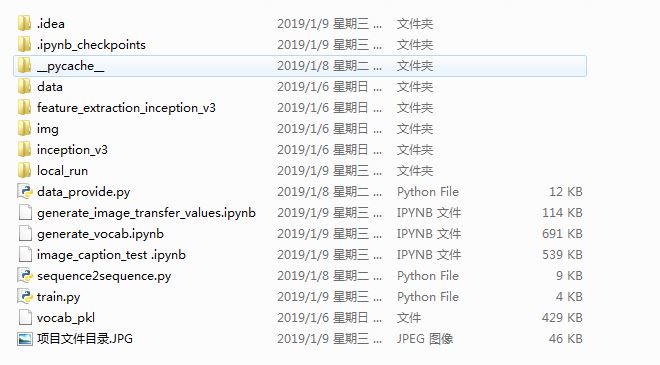 .idea 2019/1/9 星期三 ... 文件夹
.ipynb_checkpoints 2019/1/9 星期三 ... 文件夹
__pycache__ 2019/1/8 星期二 ... 文件夹
data 2019/1/6 星期日 ... 文件夹
feature_extraction_inception_v3 2019/1/6 星期日 ... 文件夹
img 2019/1/6 星期日 ... 文件夹
inception_v3 2019/1/6 星期日 ... 文件夹
local_run 2019/1/9 星期三 ... 文件夹
data_provide.py 2019/1/8 星期二 ... Python File 12 KB
generate_image_transfer_values.ipynb 2019/1/9 星期三 ... IPYNB 文件 114 KB
generate_vocab.ipynb 2019/1/9 星期三 ... IPYNB 文件 691 KB
image_caption_test .ipynb 2019/1/9 星期三 ... IPYNB 文件 539 KB
sequence2sequence.py 2019/1/8 星期二 ... Python File 9 KB
train.py 2019/1/9 星期三 ... Python File 4 KB
vocab_pkl 2019/1/6 星期日 ... 文件 429 KB
项目文件目录.JPG 2019/1/9 星期三 ... JPEG 图像 46 KB